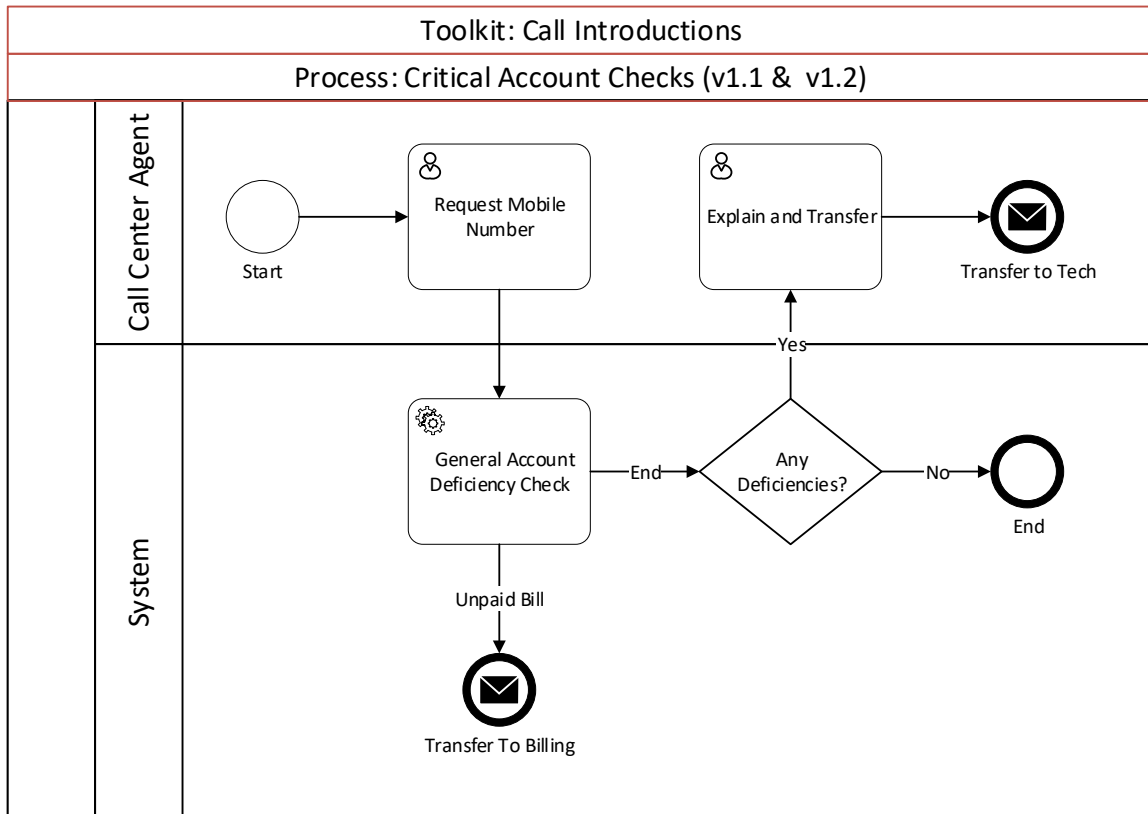 Toolkit: Call Introductions
Process: Critical Account Checks (v1.1 & v1.2)
Call Center Agent
Start
Request Mobile
Number
Explain and Transfer
Transfer to Tech
Yes
System
General Account
Deficiency Check
End
Any
Deficiencies?
No
End
Unpaid Bill
Transfer To Billing